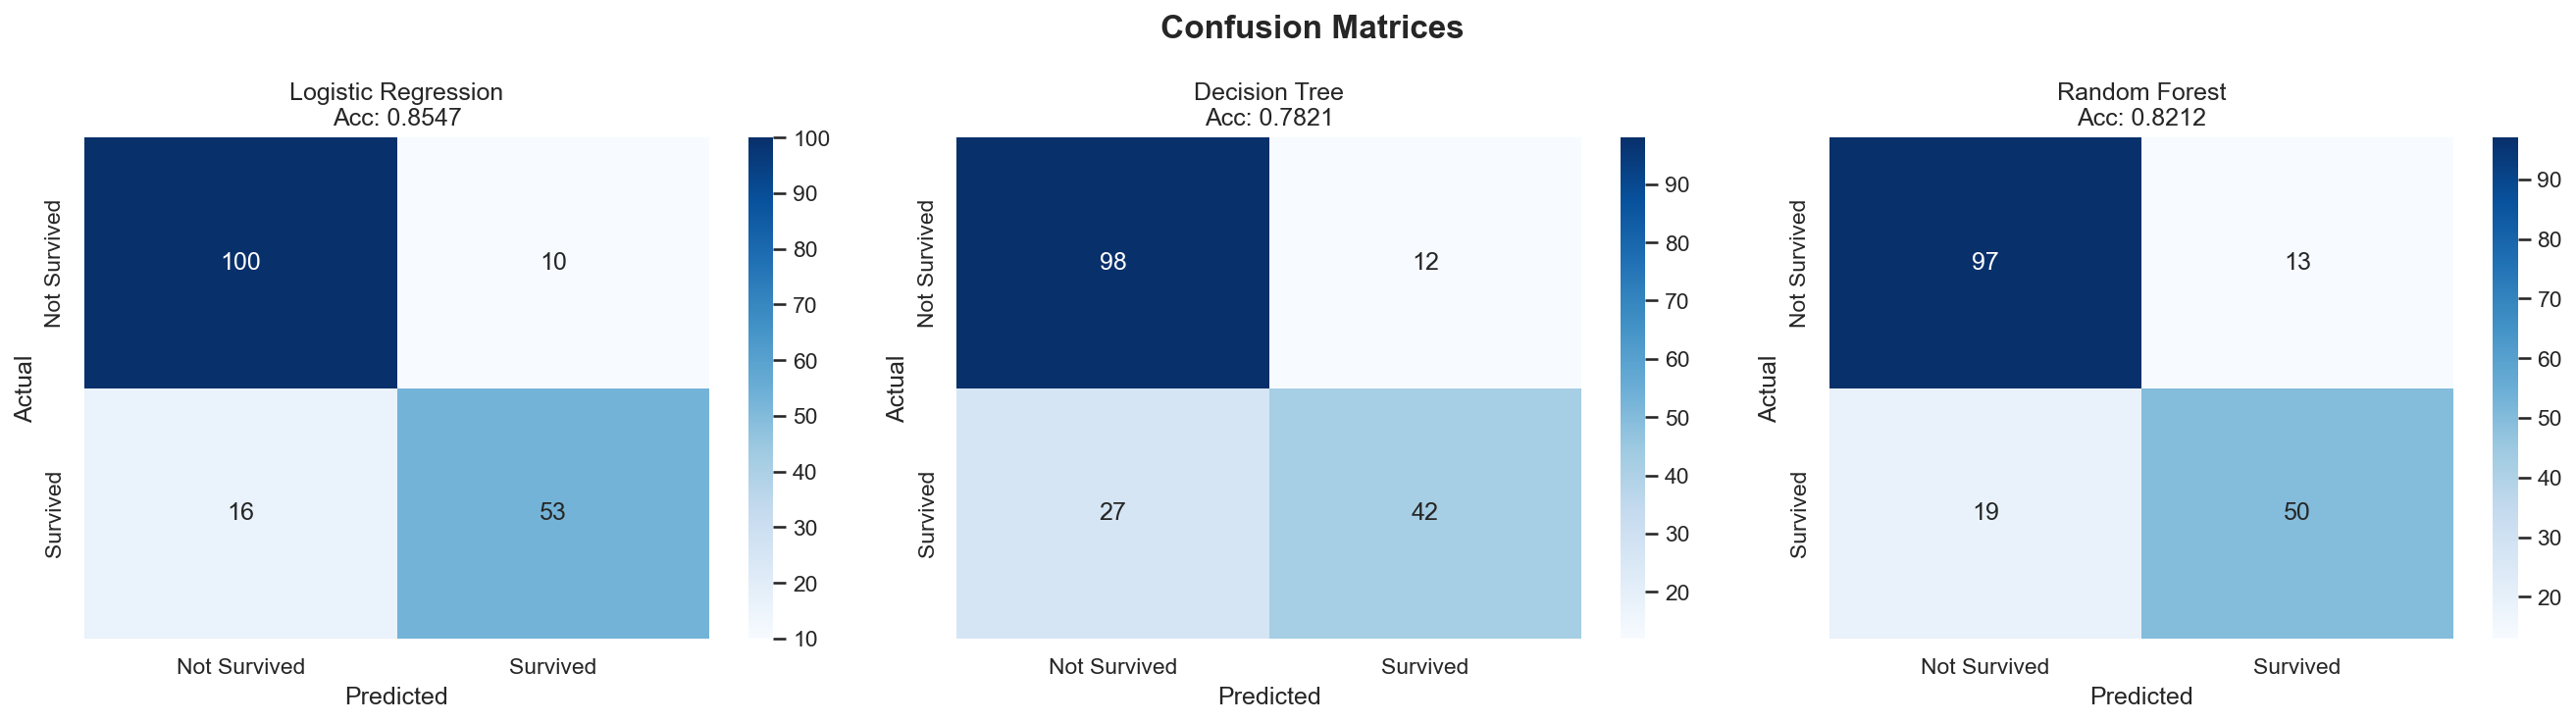 Confusion Matrices
Logistic Regression
Acc: 0.8547
Actual
Not Survived
Survived
100
10
16
53
Not Survived
Survived
Predicted
100
90
80
70
60
50
40
30
20
10
Decision Tree
Acc: 0.7821
Actual
Not Survived
Survived
98
12
27
42
Not Survived
Survived
Predicted
90
80
70
60
50
40
30
20
Random Forest
Acc: 0.8212
Actual
Not Survived
Survived
97
13
19
50
Not Survived
Survived
Predicted
90
80
70
60
50
40
30
20